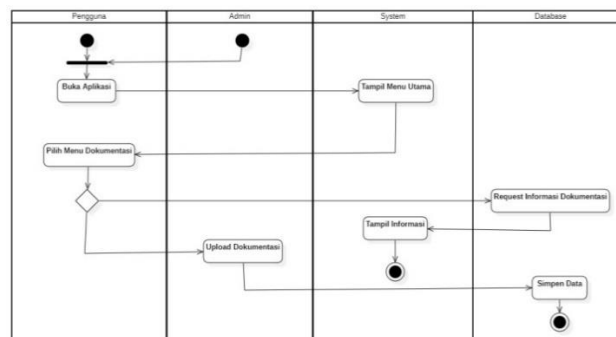 Pengguna
Admin
System
Database
Buka Aplikasi
Tampil Menu Utama
Pilih Menu Dokumentasi
Request Informasi Dokumentasi
Tampil Informasi
Upload Dokumentasi
Simpen Data